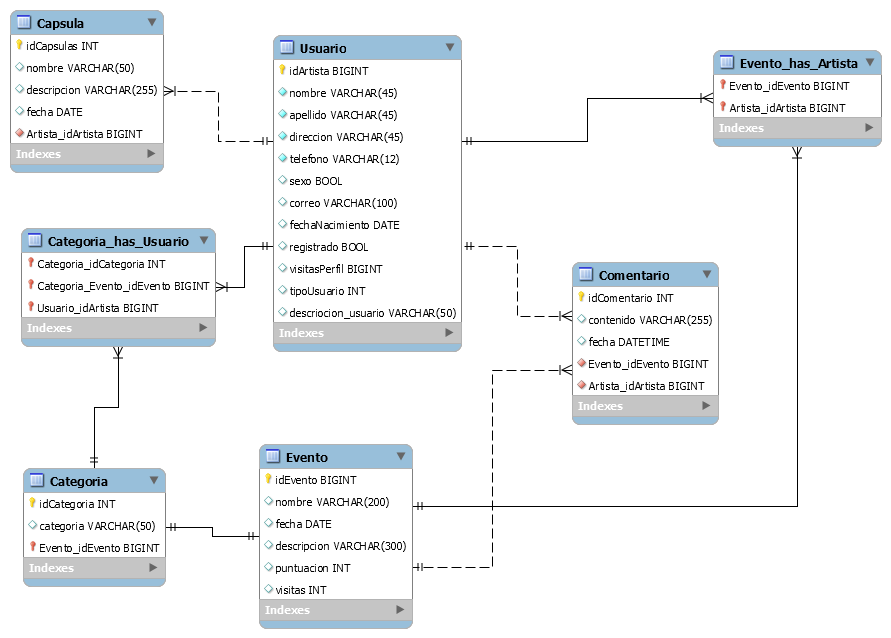 Capsula
idCapsulas INT
nombre VARCHAR(50)
descripcion VARCHAR(255)
fecha DATE
Artista_idArtista BIGINT
Indexes
Usuario
idArtista BIGINT
nombre VARCHAR(45)
apellido VARCHAR(45)
direccion VARCHAR(45)
telefono VARCHAR(12)
sexo BOOL
correo VARCHAR(100)
fechaNacimiento DATE
registrado BOOL
visitasPerfil BIGINT
tipoUsuario INT
descriocion_usuario VARCHAR(50)
Indexes
Evento_has_Artista
Evento_idEvento BIGINT
Artista_idArtista BIGINT
Indexes
Categoria_has_Usuario
Categoria_idCategoria INT
Categoria_Evento_idEvento BIGINT
Usuario_idArtista BIGINT
Indexes
Comentario
idComentario INT
contenido VARCHAR(255)
fecha DATETIME
Evento_idEvento BIGINT
Artista_idArtista BIGINT
Indexes
Categoria
idCategoria INT
categoria VARCHAR(50)
Evento_idEvento BIGINT
Indexes
Evento
idEvento BIGINT
nombre VARCHAR(200)
fecha DATE
descripcion VARCHAR(300)
puntuacion INT
visitas INT
Indexes